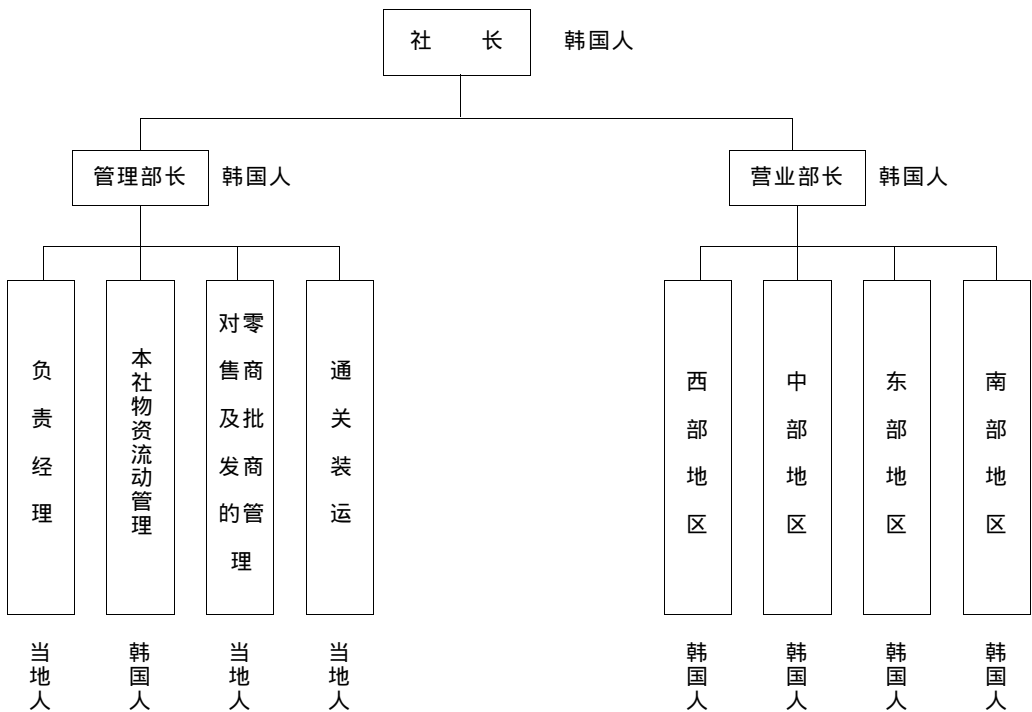 社 长
韩国人
管理部长
韩国人
营业部长
韩国人
负责经理
本社物资流动管理
对零
售商
及批
发商
的管
理
通关装运
西部地区
中部地区
东部地区
南部地区
当地人
韩国人
当地人
当地人
韩国人
韩国人
韩国人
韩国人